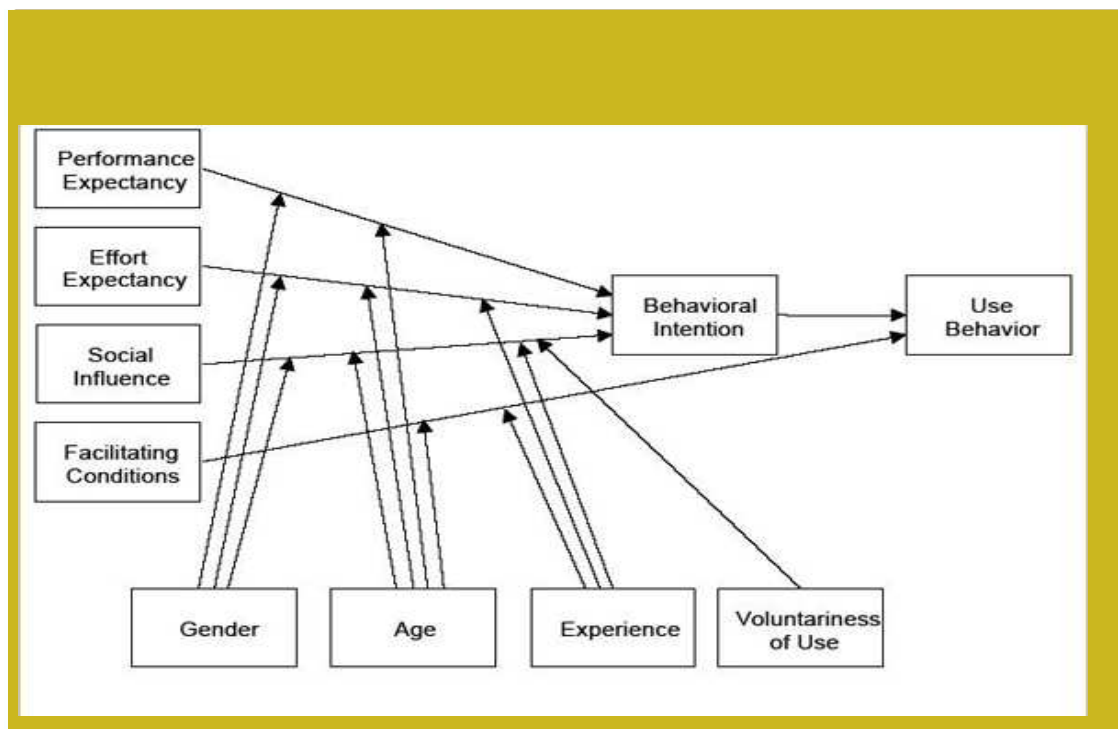 Performance
Expectancy
Effort
Expectancy
Social
Influence
Facilitating
Conditions
Behavioral
Intention
Use
Behavior
Gender
Age
Experience
Voluntariness
of Use